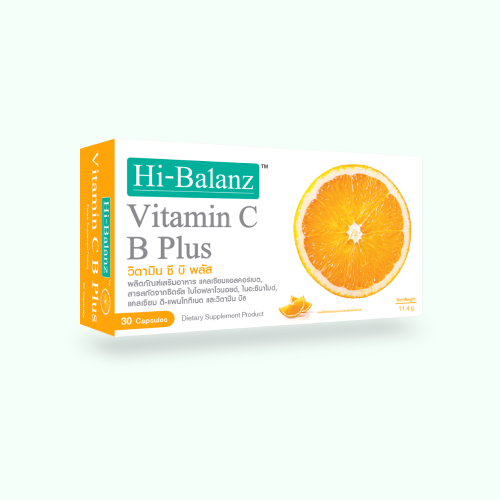 Hi-Balanz™
Vitamin C
B Plus
วิตามิน ซี บี พลัส
ผลิตภัณฑ์เสริมอาหาร แคลเซียมแอลคอร์เบต,
สารสกัดจากซิตรัส ไบโอฟลาโวนอยด์, ไนอะซินาไมด์,
แคลเซียม ดี-แพนโททีเนต และวิตามิน บีซ
30 Capsules
Dietary Supplement Product
Net Weight
11.4 g.
Hi-Balanz
Vitamin C B Plus